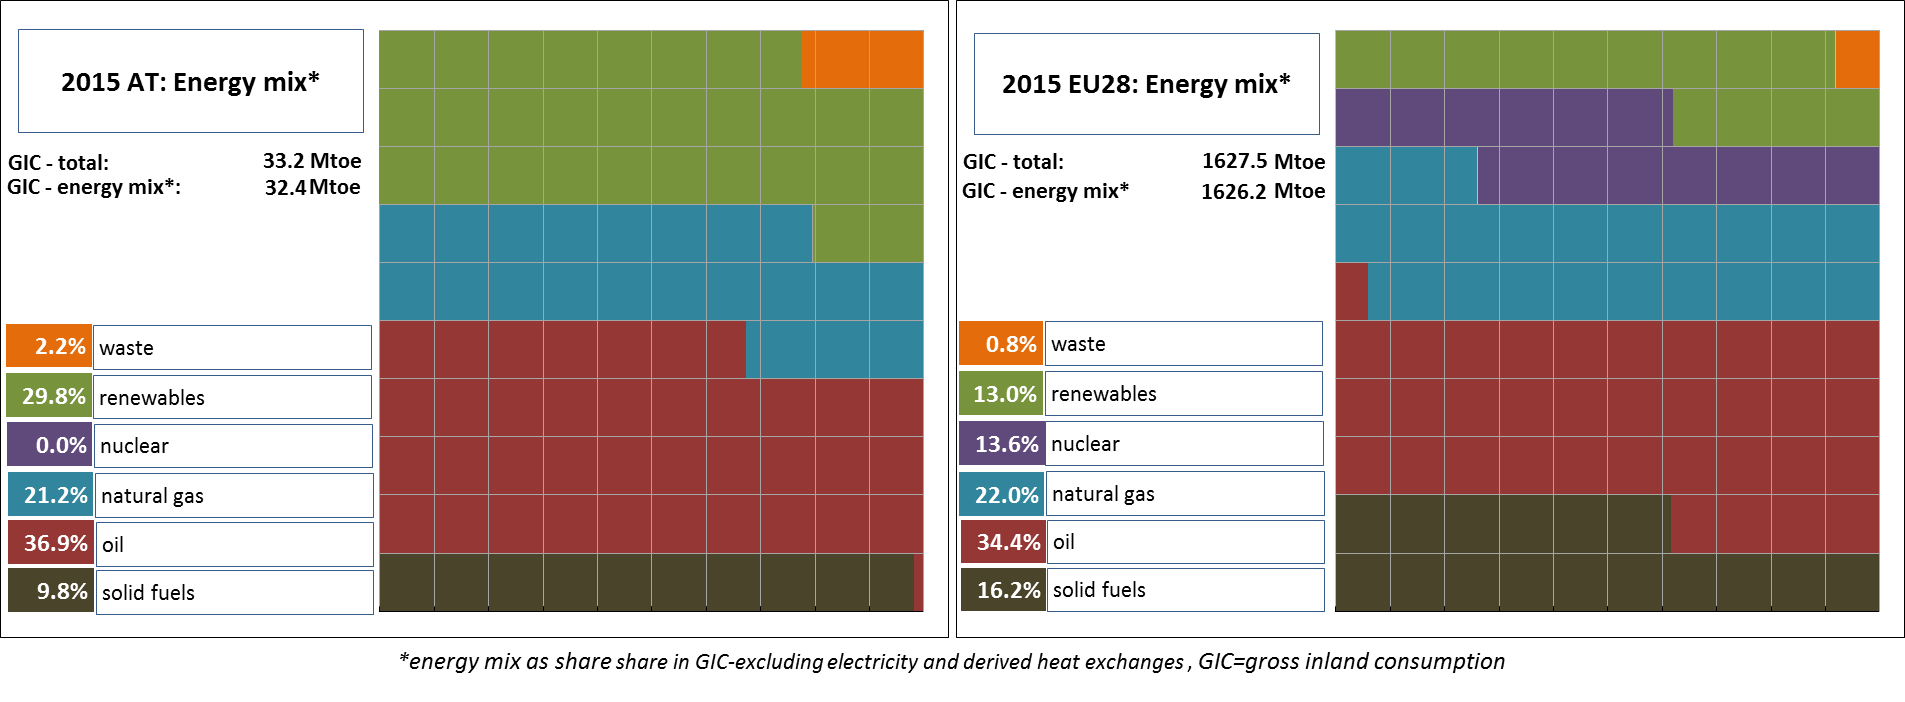 2015 AT: Energy mix*
GIC - total: 33.2 Mtoe
GIC - energy mix*: 32.4 Mtoe
2.2% waste
29.8% renewables
0.0% nuclear
21.2% natural gas
36.9% oil
9.8% solid fuels
2015 EU28: Energy mix*
GIC - total: 1627.5 Mtoe
GIC - energy mix* 1626.2 Mtoe
0.8% waste
13.0% renewables
13.6% nuclear
22.0% natural gas
34.4% oil
16.2% solid fuels
*energy mix as share share in GIC-excluding electricity and derived heat exchanges , GIC=gross inland consumption